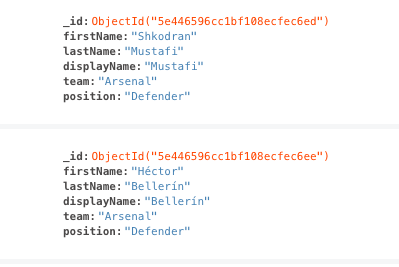 _id: ObjectId("5e446596cc1bf108ecfec6ed")
firstName: "Shkodran"
lastName: "Mustafi"
displayName: "Mustafi"
team: "Arsenal"
position: "Defender"
_id: ObjectId("5e446596cc1bf108ecfec6ee")
firstName: "Héctor"
lastName: "Bellerín"
displayName: "Bellerín"
team: "Arsenal"
position: "Defender"